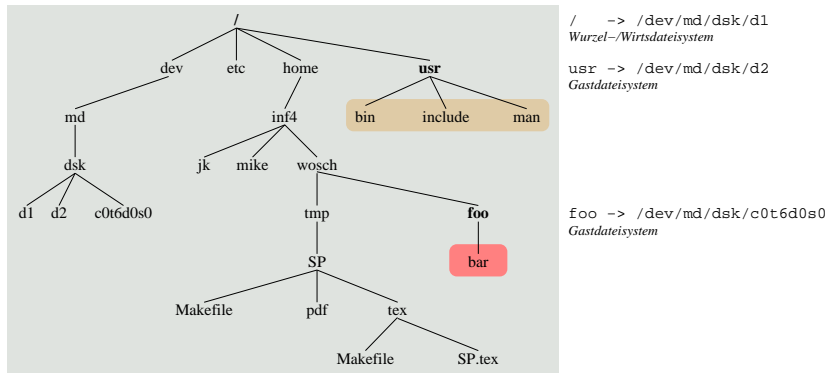 /
/ -> /dev/md/dsk/d1
Wurzel-/Wirtsdateisystem
dev etc home usr
usr -> /dev/md/dsk/d2
Gastdateisystem
md inf4 bin include man
dsk jk mike wosch
d1 d2 c0t6d0s0 tmp foo
foo -> /dev/md/dsk/c0t6d0s0
Gastdateisystem
SP bar
Makefile pdf tex
Makefile SP.tex